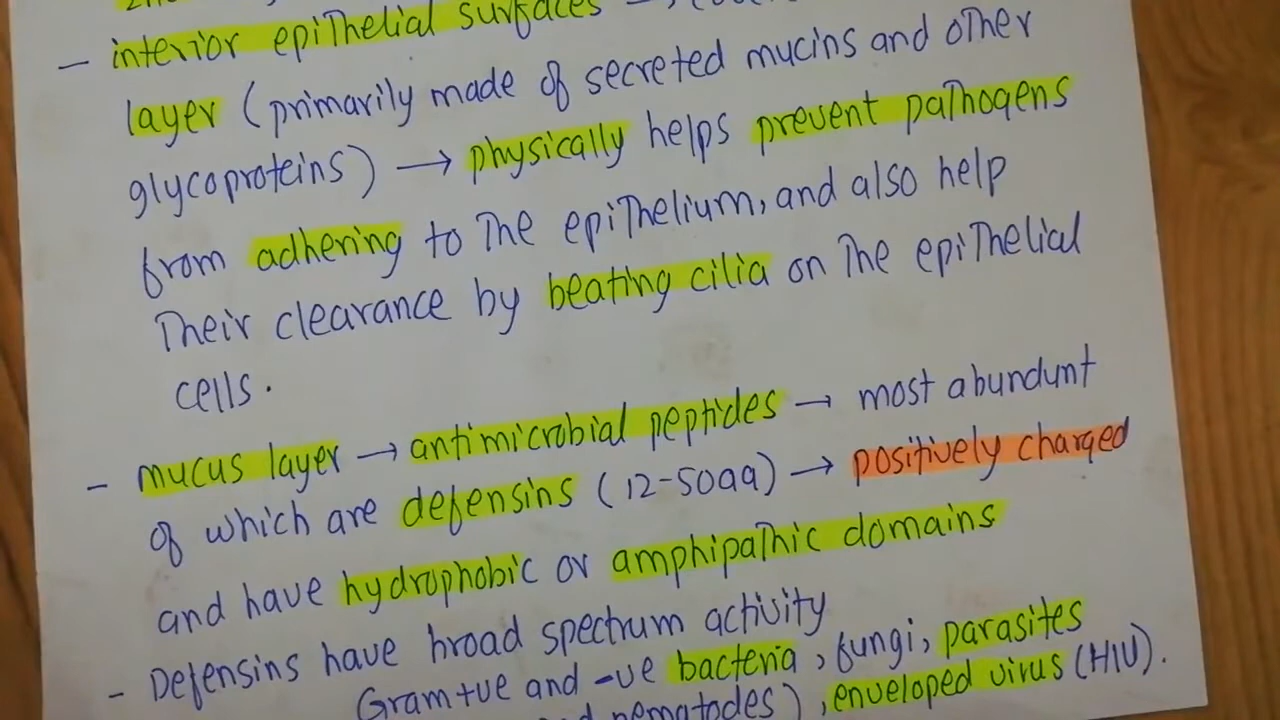 - interior epithelial surfaces →
layer (primarily made of secreted mucins and other
glycoproteins) → physically helps prevent pathogens
from adhering to the epithelium, and also help
Their clearance by beating cilia on the epithelial
cells.
- mucus layer → antimicrobial peptides → most abundunt
of which are defensins (12-50aa) → positively charged
and have hydrophobic or amphipathic domains
- Defensins have broad spectrum activity
Gram +ve and -ve bacteria, fungi, parasites
nematodes), enveloped virus (HIV).